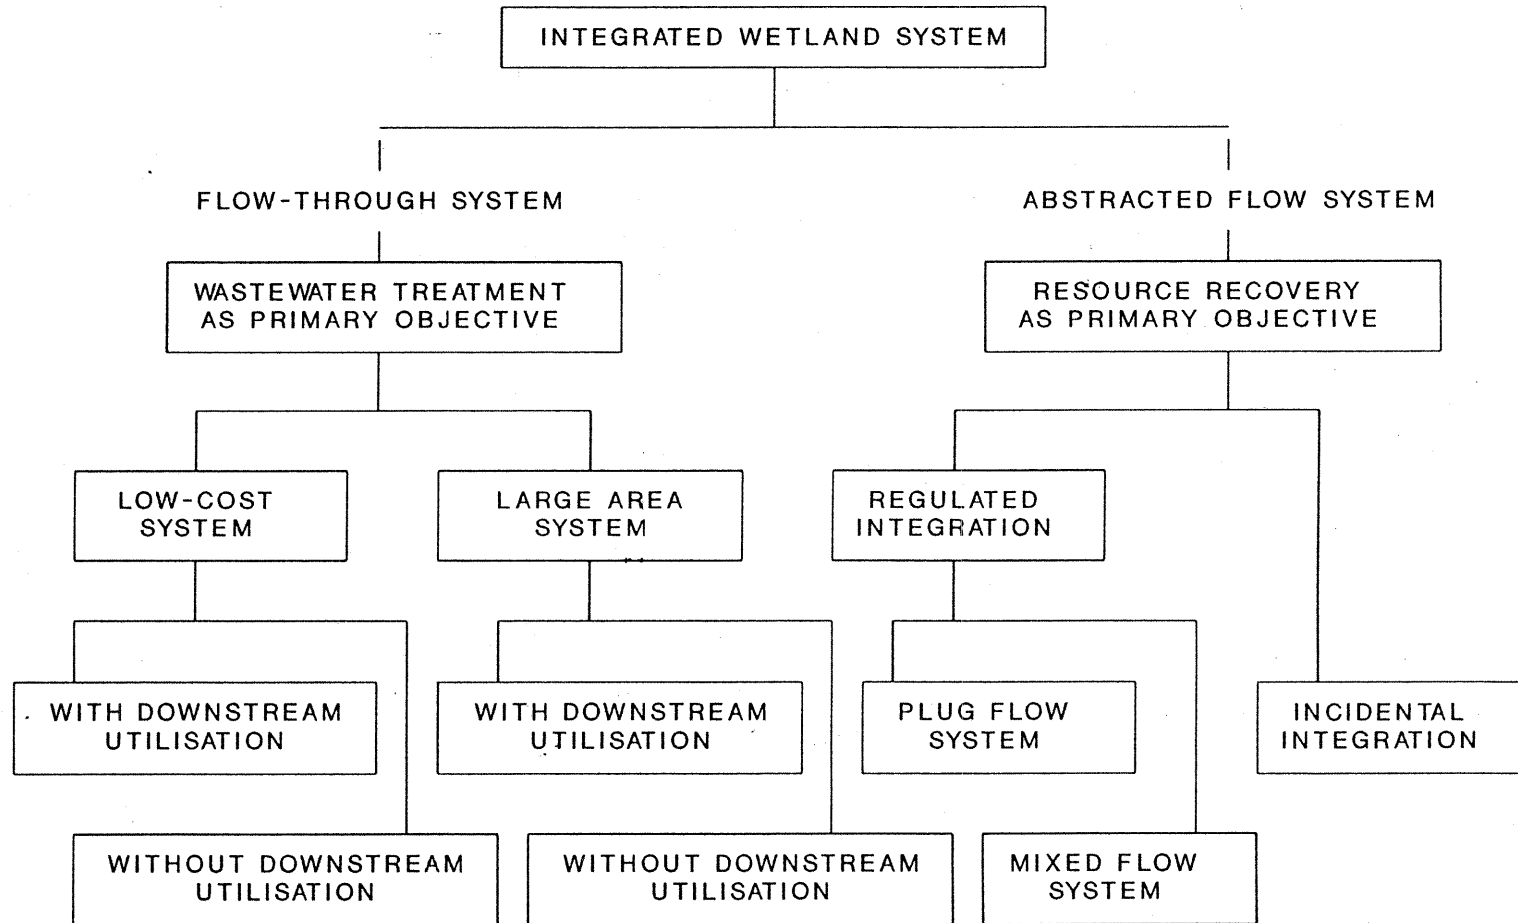 INTEGRATED WETLAND SYSTEM
FLOW-THROUGH SYSTEM
ABSTRACTED FLOW SYSTEM
WASTEWATER TREATMENT
AS PRIMARY OBJECTIVE
RESOURCE RECOVERY
AS PRIMARY OBJECTIVE
LOW-COST
SYSTEM
LARGE AREA
SYSTEM
REGULATED
INTEGRATION
WITH DOWNSTREAM
UTILISATION
WITH DOWNSTREAM
UTILISATION
PLUG FLOW
SYSTEM
INCIDENTAL
INTEGRATION
WITHOUT DOWNSTREAM
UTILISATION
WITHOUT DOWNSTREAM
UTILISATION
MIXED FLOW
SYSTEM